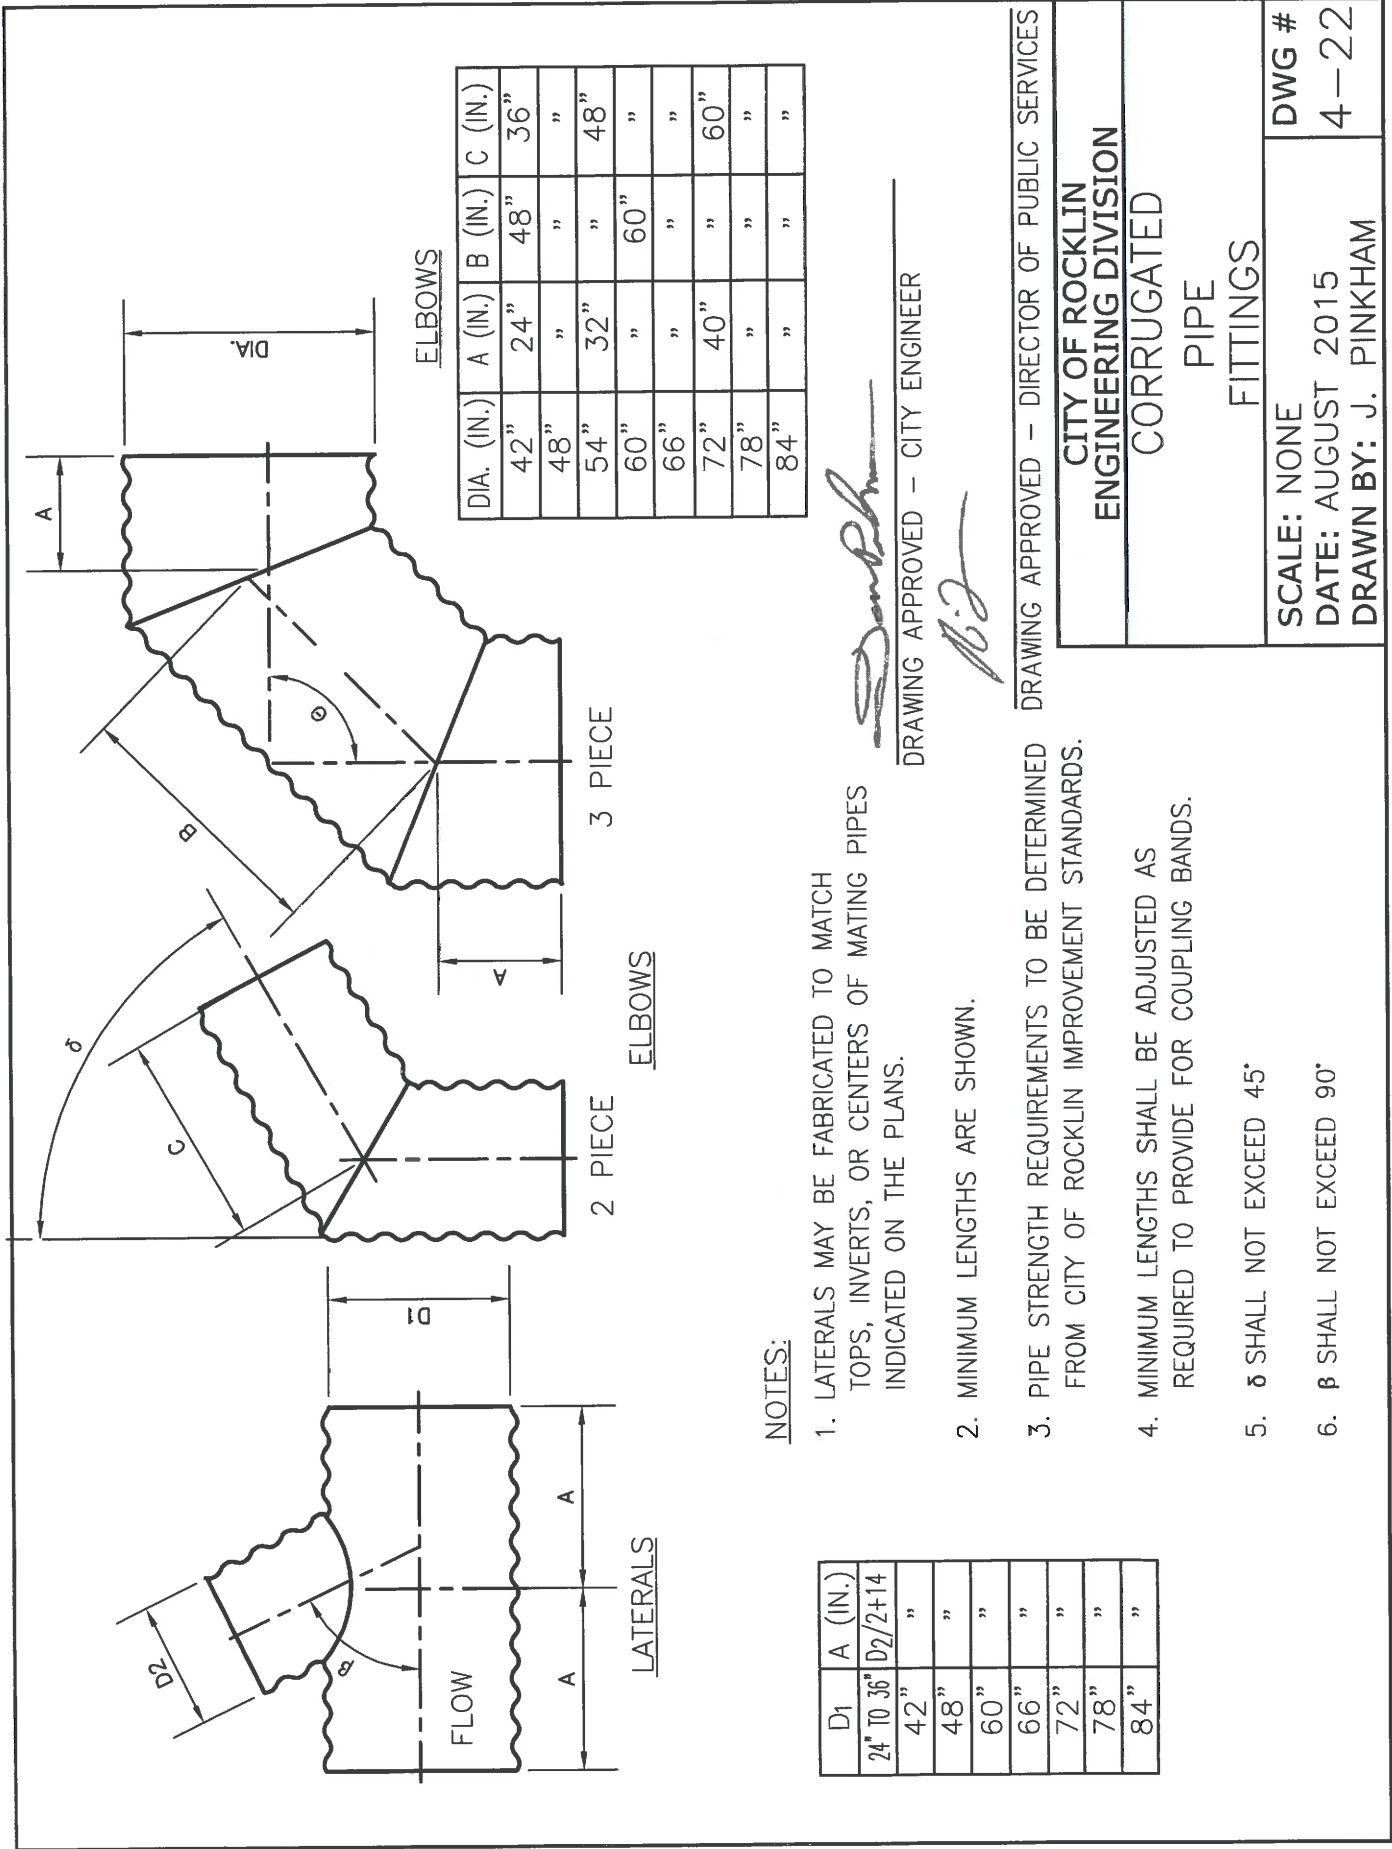 D2
β
FLOW
A
A
D1
LATERALS
δ
C
2 PIECE
ELBOWS
B
Θ
A
A
DIA.
3 PIECE
ELBOWS
DIA. (IN.) A (IN.) B (IN.) C (IN.)
42" 24" 48" 36"
48" " " "
54" 32" " 48"
60" " 60" "
66" " " "
72" 40" " 60"
78" " " "
84" " " "
D1 A (IN.)
24" TO 36" D2/2+14
42" "
48" "
60" "
66" "
72" "
78" "
84" "
NOTES:
1. LATERALS MAY BE FABRICATED TO MATCH
TOPS, INVERTS, OR CENTERS OF MATING PIPES
INDICATED ON THE PLANS.
2. MINIMUM LENGTHS ARE SHOWN.
3. PIPE STRENGTH REQUIREMENTS TO BE DETERMINED
FROM CITY OF ROCKLIN IMPROVEMENT STANDARDS.
4. MINIMUM LENGTHS SHALL BE ADJUSTED AS
REQUIRED TO PROVIDE FOR COUPLING BANDS.
5. δ SHALL NOT EXCEED 45°
6. β SHALL NOT EXCEED 90°
DRAWING APPROVED – CITY ENGINEER
DRAWING APPROVED – DIRECTOR OF PUBLIC SERVICES
CITY OF ROCKLIN
ENGINEERING DIVISION
CORRUGATED
PIPE
FITTINGS
SCALE: NONE
DATE: AUGUST 2015
DRAWN BY: J. PINKHAM
DWG #
4–22